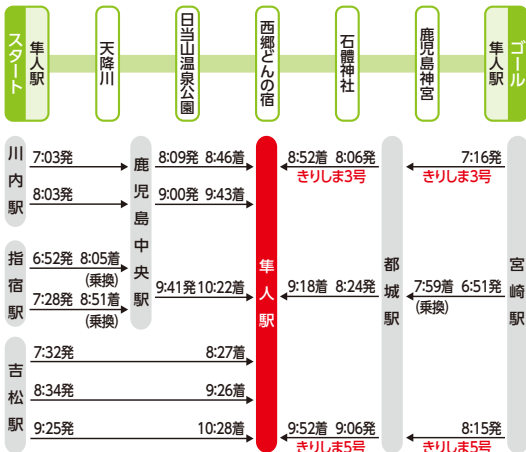 スタート
隼人駅
天降川
日当山温泉公園
西郷どんの宿
石體神社
鹿児島神宮
隼人駅
ゴール
川内駅
7:03発
8:03発
指宿駅
6:52発 8:05着
(乗換)
7:28発 8:51着
(乗換)
吉松駅
7:32発 8:27着
8:34発 9:26着
9:25発 10:28着
鹿児島中央駅
8:09発 8:46着
9:00発 9:43着
9:41発 10:22着
隼人駅
8:52着 8:06発
きりしま3号
9:18着 8:24発
9:52着 9:06発
きりしま5号
都城駅
7:16発
きりしま3号
7:59着 6:51発
(乗換)
8:15発
きりしま5号
宮崎駅